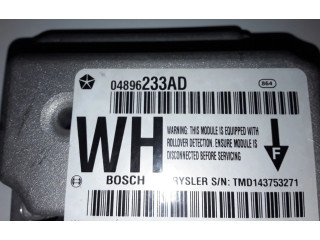 04896233AD
864
WH
WARNING: THIS MODULE IS EQUIPPED WITH
ROLLOVER DETECTION. ENSURE MODULE IS
DISCONNECTED BEFORE SERVICING
F
BOSCH
RYSLER S/N: TMD143753271